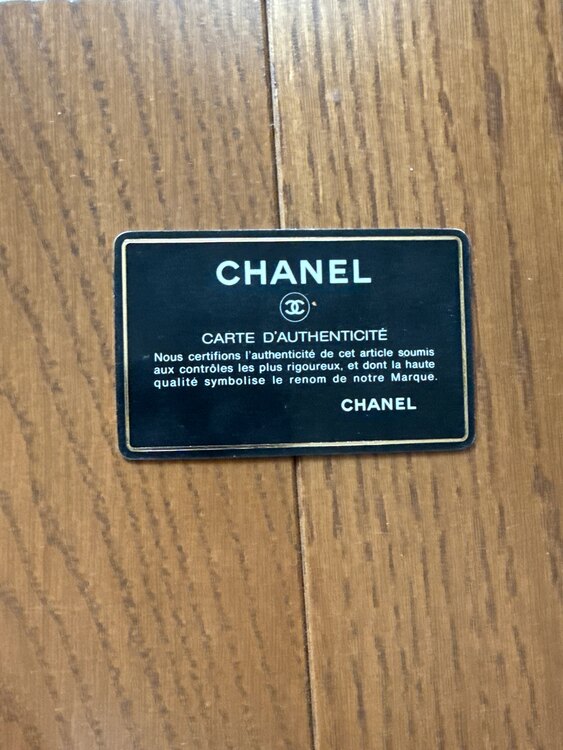 CHANEL
CARTE D'AUTHENTICITÉ
Nous certifions l'authenticité de cet article soumis
aux contrôles les plus rigoureux, et dont la haute
qualité symbolise le renom de notre Marque.
CHANEL